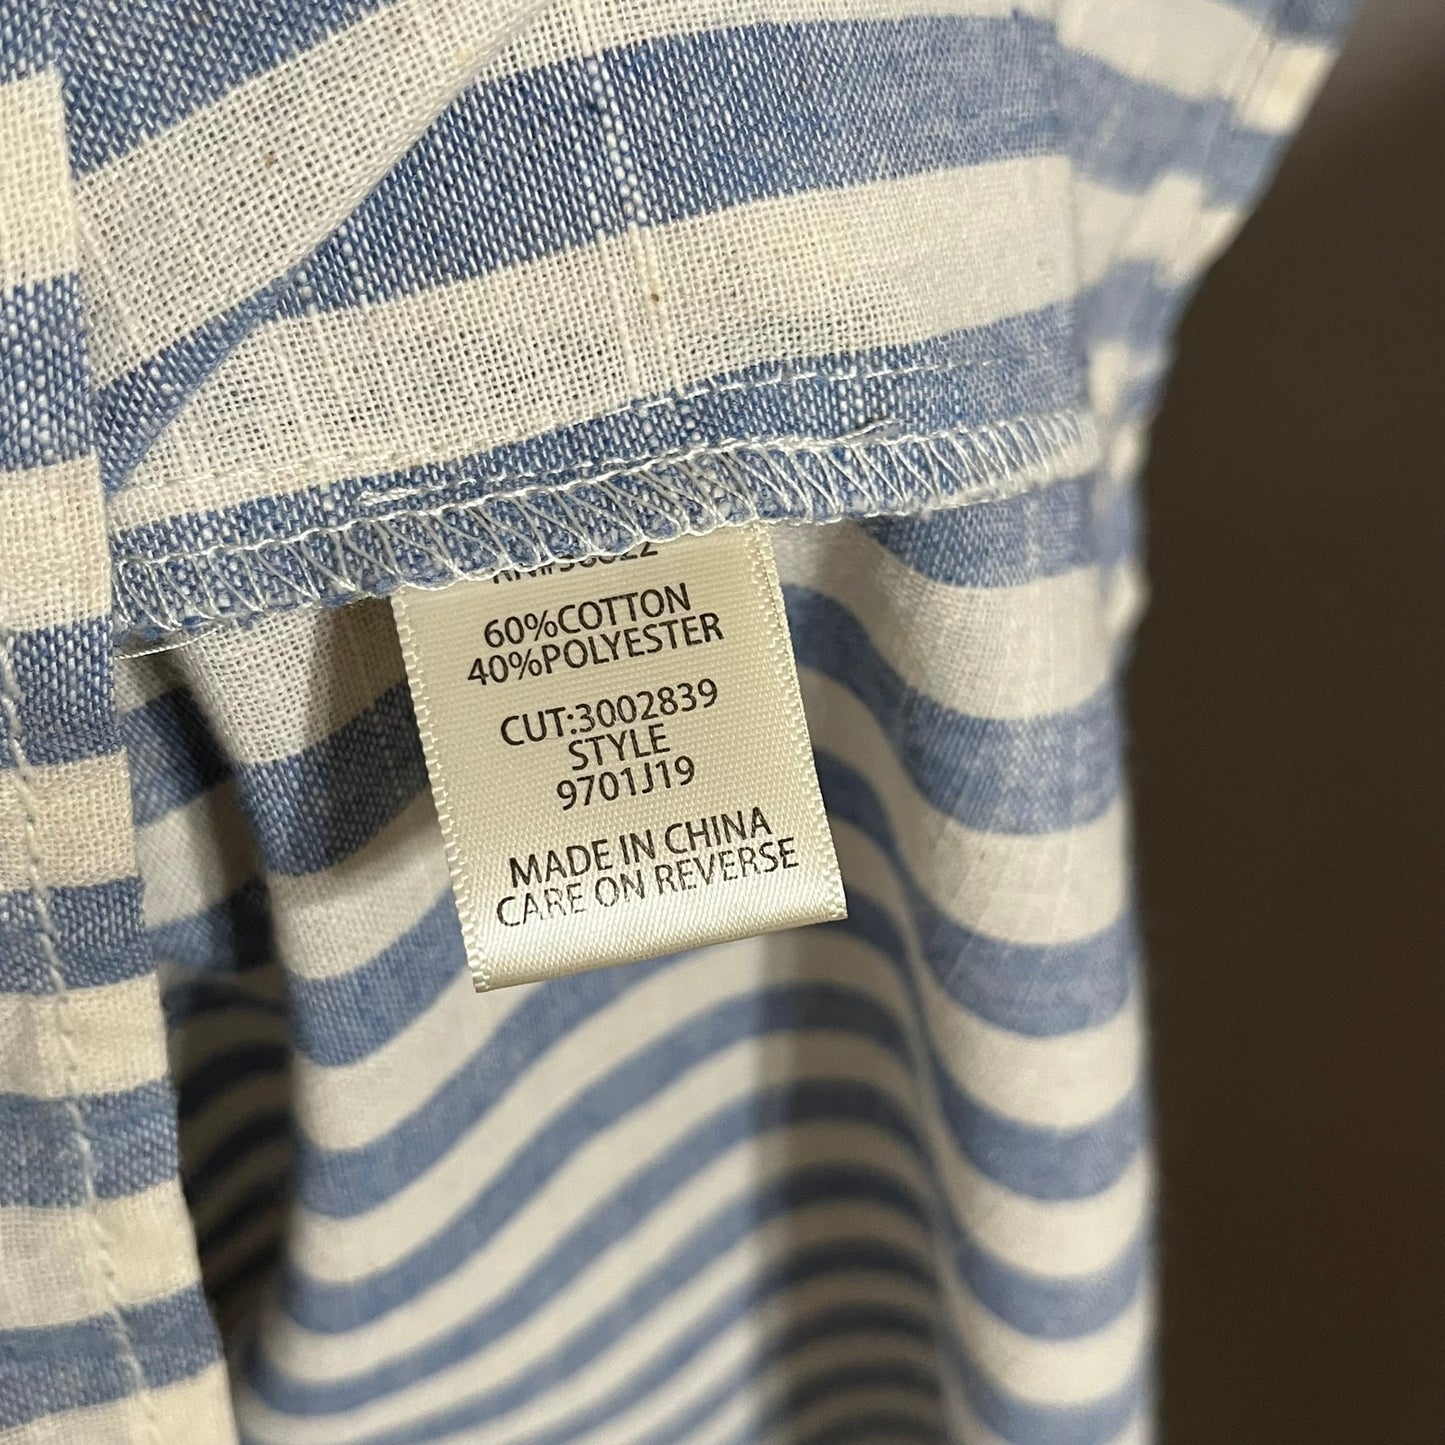 60%COTTON
40%POLYESTER
CUT:3002839
STYLE
9701J19
MADE IN CHINA
CARE ON REVERSE